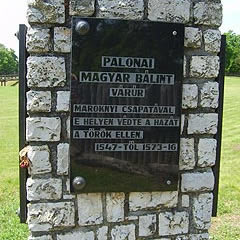 PALONAI
MAGYAR BÁLINT
VÁRÚR
MAROKNYI CSAPATÁVAL
E HELYEN VÉDTE A HAZÁT
A TÖRÖK ELLEN
1547-TŐL 1573-IG